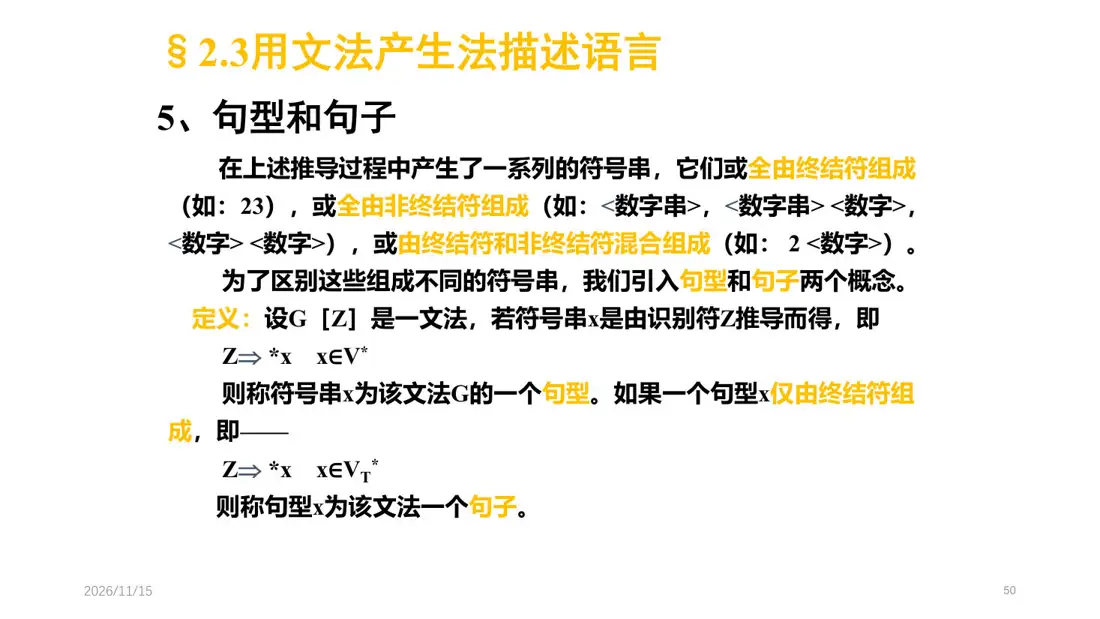 §2.3用文法产生法描述语言
5、句型和句子
在上述推导过程中产生了一系列的符号串，它们或全由终结符组成
（如：23），或全由非终结符组成（如：<数字串>，<数字串> <数字>，
<数字> <数字>），或由终结符和非终结符混合组成（如： 2 <数字>）。
为了区别这些组成不同的符号串，我们引入句型和句子两个概念。
定义：设G［Z］是一文法，若符号串x是由识别符Z推导而得，即
Z⇒ *x x∈V*
则称符号串x为该文法G的一个句型。如果一个句型x仅由终结符组
成，即——
Z⇒ *x x∈VT*
则称句型x为该文法一个句子。
2026/11/15
50